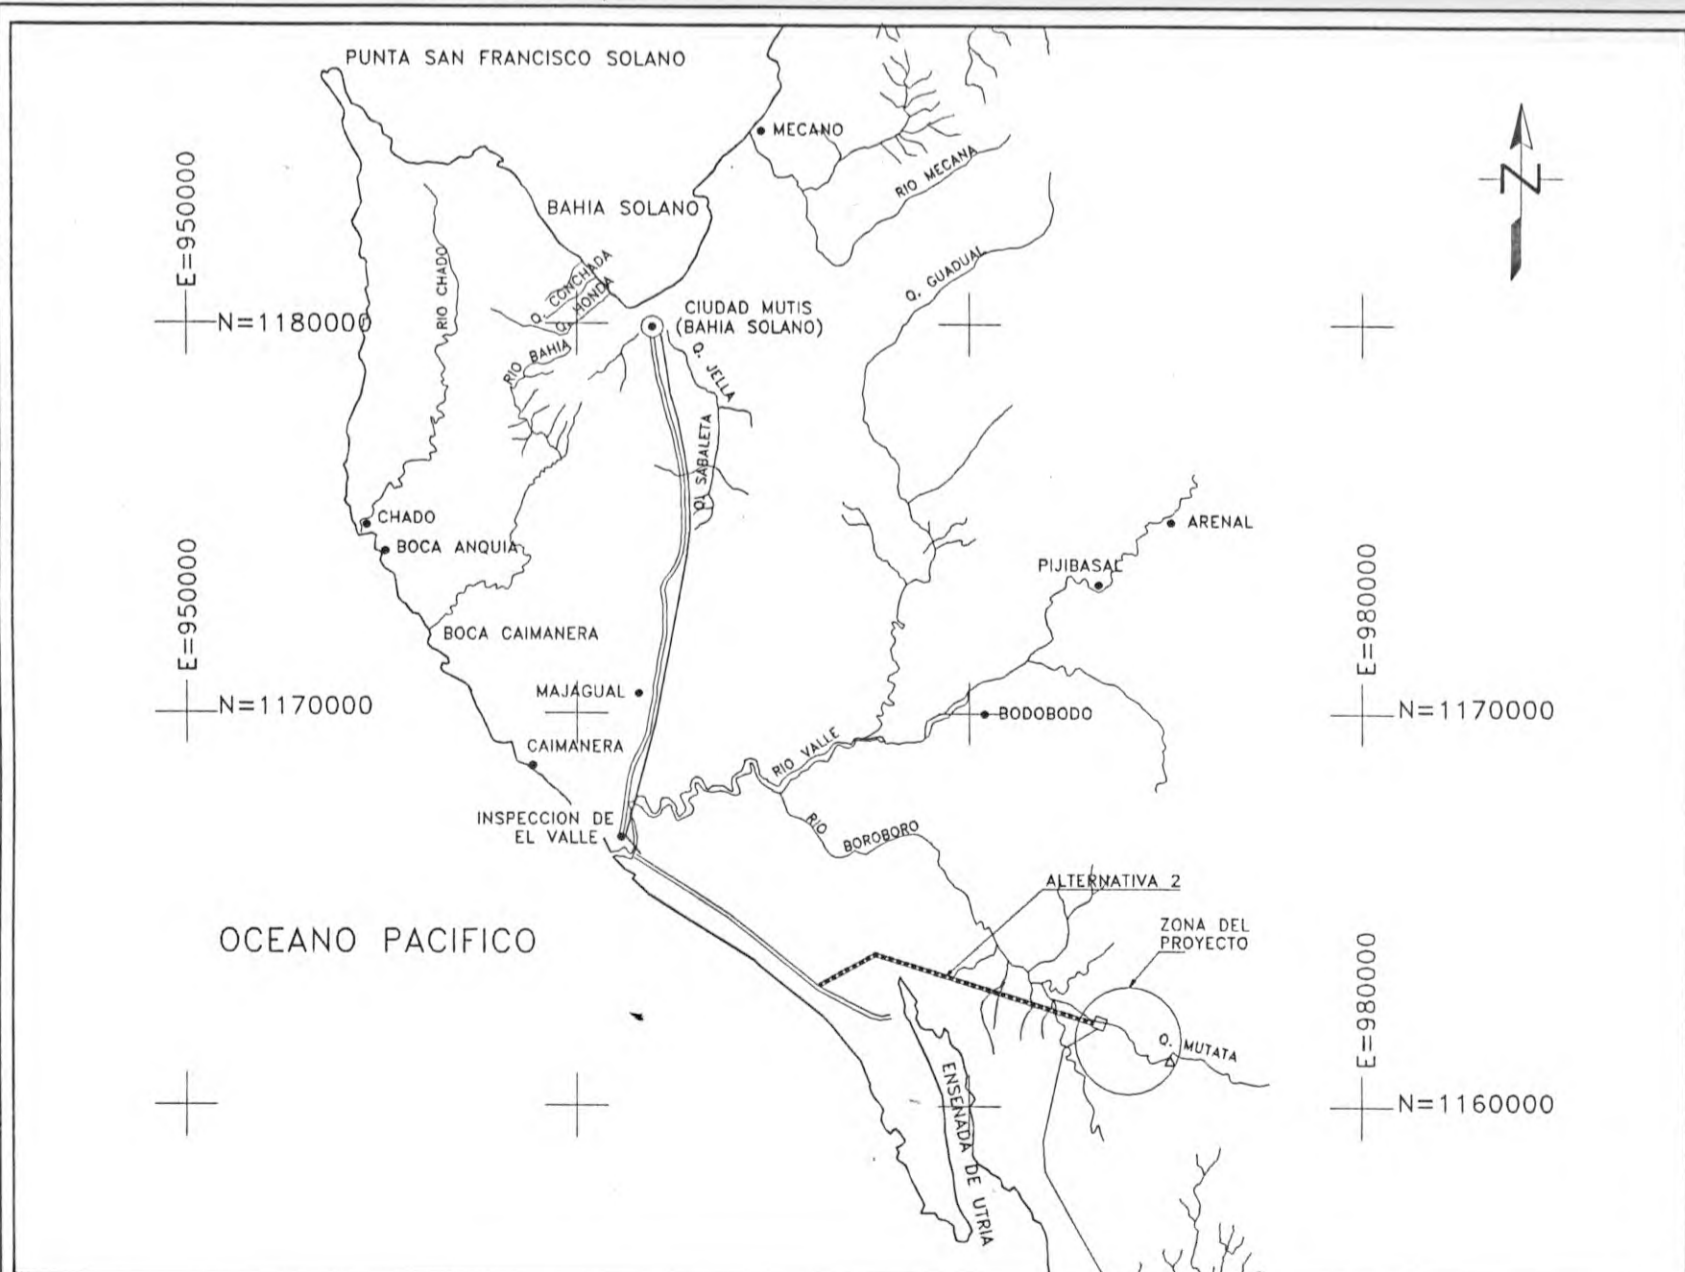 PUNTA SAN FRANCISCO SOLANO
MECANO
RIO MECANA
E=950000
BAHIA SOLANO
RIO CHADO
Q. CONCHADA
Q. HONDA
Q. GUADUAL
N=1180000
CIUDAD MUTIS
(BAHIA SOLANO)
RIO BAHIA
Q. JELLA
Q. SABALETA
CHADO
BOCA ANQUIA
ARENAL
PIJIBASAL
E=950000
E=980000
BOCA CAIMANERA
MAJAGUAL
N=1170000
BODOBODO
N=1170000
CAIMANERA
RIO VALLE
INSPECCION DE
EL VALLE
RIO BOROBORO
ALTERNATIVA 2
ZONA DEL
PROYECTO
OCEANO PACIFICO
E=980000
Q. MUTATA
ENSENADA DE UTRIA
N=1160000
N